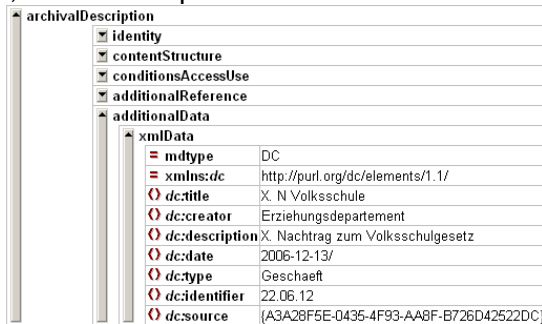 archivalDescription
identity
contentStructure
conditionsAccessUse
additionalReference
additionalData
xmlData
= mdtype DC
= xmlns:dc http://purl.org/dc/elements/1.1/
() dc:title X. N Volksschule
() dc:creator Erziehungsdepartement
() dc:description X. Nachtrag zum Volksschulgesetz
() dc:date 2006-12-13/
() dc:type Geschaeft
() dc:identifier 22.06.12
() dc:source {A3A28F5E-0435-4F93-AA8F-B726D42522DC}